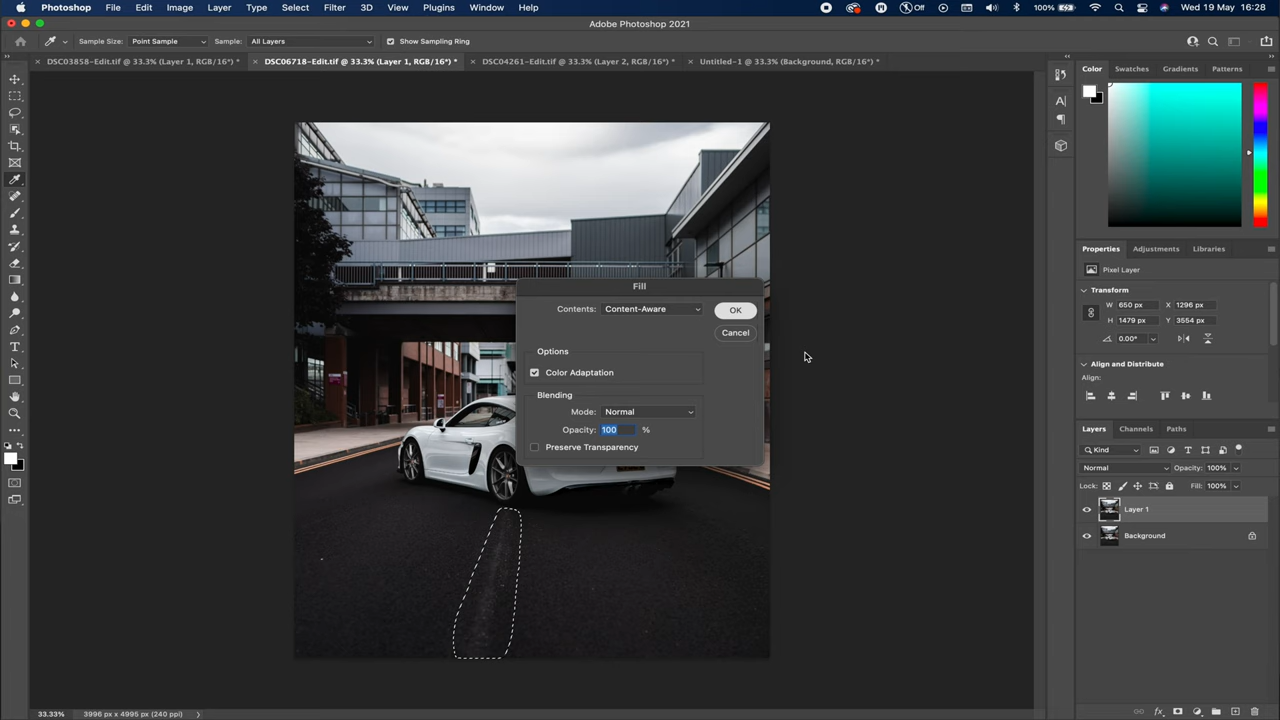 Photoshop File Edit Image Layer Type Select Filter 3D View Plugins Window Help Off 100% Wed 19 May 16:28
Adobe Photoshop 2021
Sample Size: Point Sample Sample: All Layers Show Sampling Ring
DSC03858-Edit.tif @ 33.3% (Layer 1, RGB/16*) * DSC06718-Edit.tif @ 33.3% (Layer 1, RGB/16*) * DSC04261-Edit.tif @ 33.3% (Layer 2, RGB/16*) * Untitled-1 @ 33.3% (Background, RGB/16*) *
Color Swatches Gradients Patterns
Properties Adjustments Libraries
Pixel Layer
Transform
W 650 px X 1296 px
H 1479 px Y 3554 px
0.00°
Align and Distribute
Align:
Layers Channels Paths
Kind
Normal Opacity: 100%
Lock: Fill: 100%
Layer 1
Background
Fill
Contents: Content-Aware OK
Cancel
Options
Color Adaptation
Blending
Mode: Normal
Opacity: 100 %
Preserve Transparency
33.33% 3996 px x 4995 px (240 ppi)